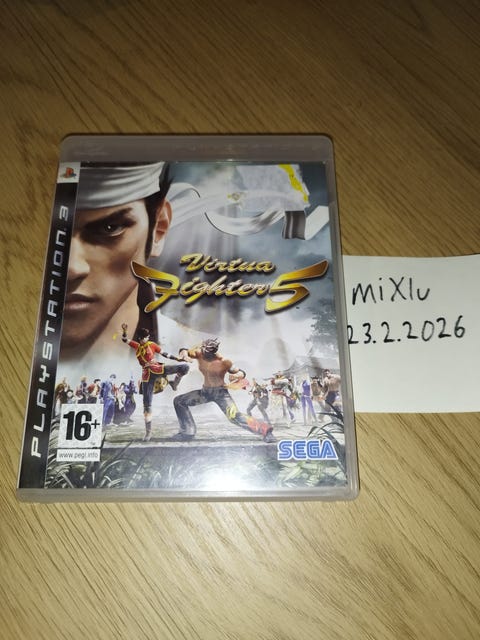 PLAYSTATION 3
Virtua
Fighter 5
16+
www.pegi.info
SEGA
miXlu
23.2.2026